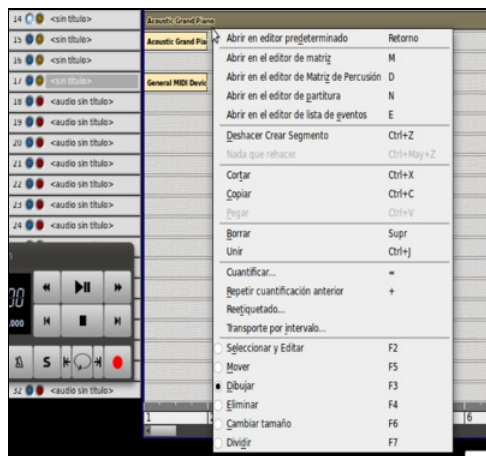 14 <sin título> Acoustic Grand Piano
15 <sin título> Acoustic Grand Pia
16 <sin título>
17 <sin título> General MIDI Devic
18 <audio sin título>
19 <audio sin título>
20 <audio sin título>
21 <audio sin título>
22 <audio sin título>
23 <audio sin título>
24 <audio sin título>
32 <audio sin título>
Abrir en editor predeterminado Retorno
Abrir en el editor de matriz M
Abrir en el editor de Matriz de Percusión D
Abrir en el editor de partitura N
Abrir en el editor de lista de eventos E
Deshacer Crear Segmento Ctrl+Z
Nada que rehacer Ctrl+May+Z
Cortar Ctrl+X
Copiar Ctrl+C
Pegar Ctrl+V
Borrar Supr
Unir Ctrl+J
Cuantificar... =
Repetir cuantificación anterior +
Reetiquetado...
Transporte por intervalo...
Seleccionar y Editar F2
Mover F5
Dibujar F3
Eliminar F4
Cambiar tamaño F6
Dividir F7
00
.000
S
1
6